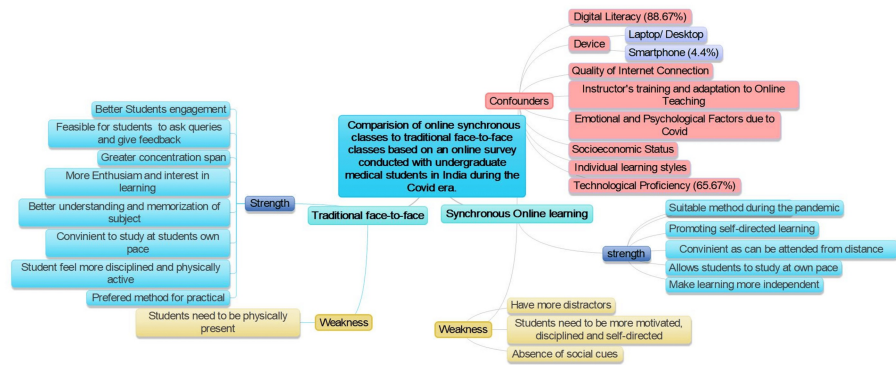 Comparision of online synchronous
classes to traditional face-to-face
classes based on an online survey
conducted with undergraduate
medical students in India during the
Covid era.
Confounders
Digital Literacy (88.67%)
Device
Laptop/ Desktop
Smartphone (4.4%)
Quality of Internet Connection
Instructor's training and adaptation to Online
Teaching
Emotional and Psychological Factors due to
Covid
Socioeconomic Status
Individual learning styles
Technological Proficiency (65.67%)
Traditional face-to-face
Strength
Better Students engagement
Feasible for students to ask queries
and give feedback
Greater concentration span
More Enthusiam and interest in
learning
Better understanding and memorization of
subject
Convinient to study at students own
pace
Student feel more disciplined and physically
active
Prefered method for practical
Weakness
Students need to be physically
present
Synchronous Online learning
strength
Suitable method during the pandemic
Promoting self-directed learning
Convinient as can be attended from distance
Allows students to study at own pace
Make learning more independent
Weakness
Have more distractors
Students need to be more motivated,
disciplined and self-directed
Absence of social cues